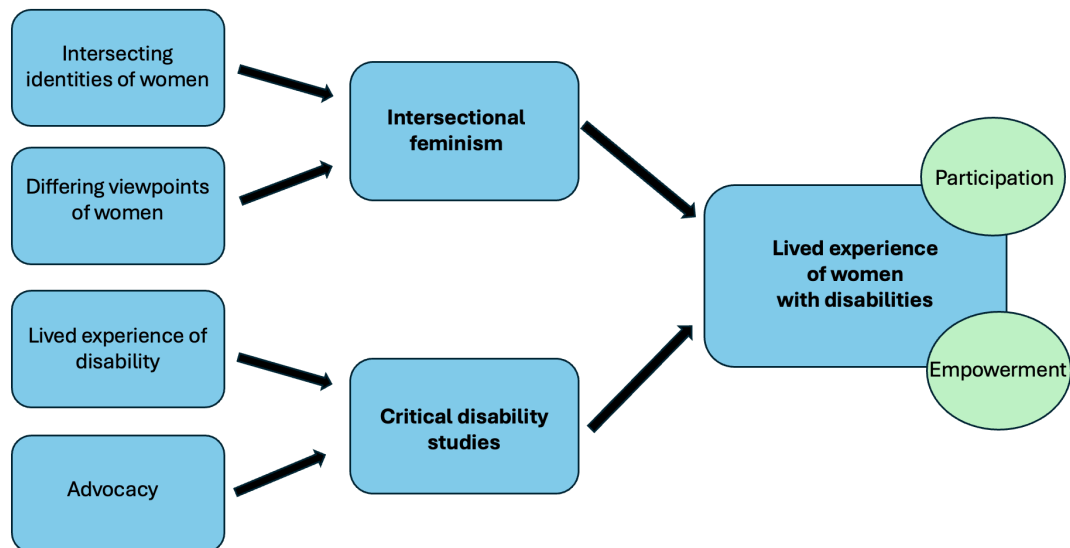 Intersecting
identities of women
Differing viewpoints
of women
Lived experience of
disability
Advocacy
Intersectional
feminism
Critical disability
studies
Lived experience
of women
with disabilities
Participation
Empowerment